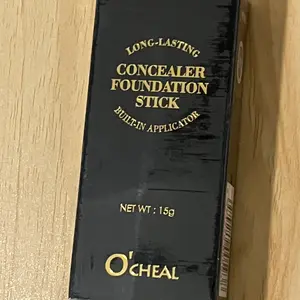 LONG-LASTING
CONCEALER
FOUNDATION
STICK
BUILT-IN APPLICATOR
NET WT : 15g
O'CHEAL